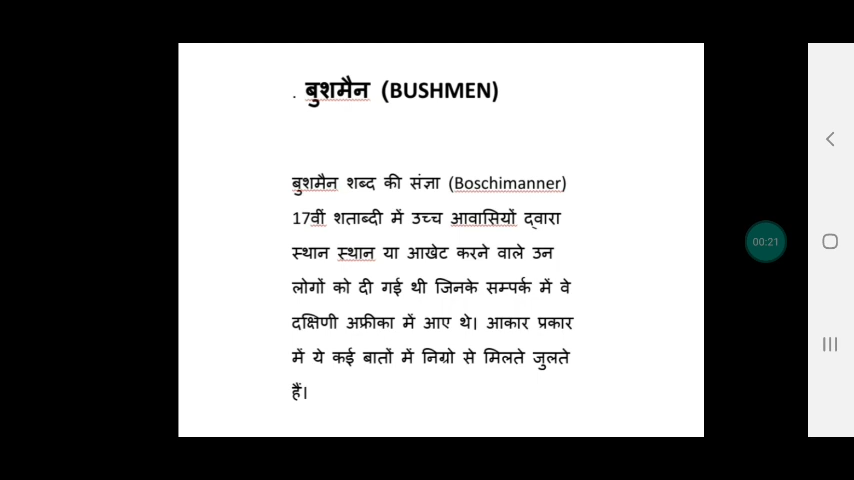 . बुशमैन (BUSHMEN)
बुशमैन शब्द की संज्ञा (Boschimanner)
17वीं शताब्दी में उच्च आवासियों द्वारा
स्थान स्थान या आखेट करने वाले उन
लोगों को दी गई थी जिनके सम्पर्क में वे
दक्षिणी अफ्रीका में आए थे। आकार प्रकार
में ये कई बातों में निग्रो से मिलते जुलते
हैं।
00:21